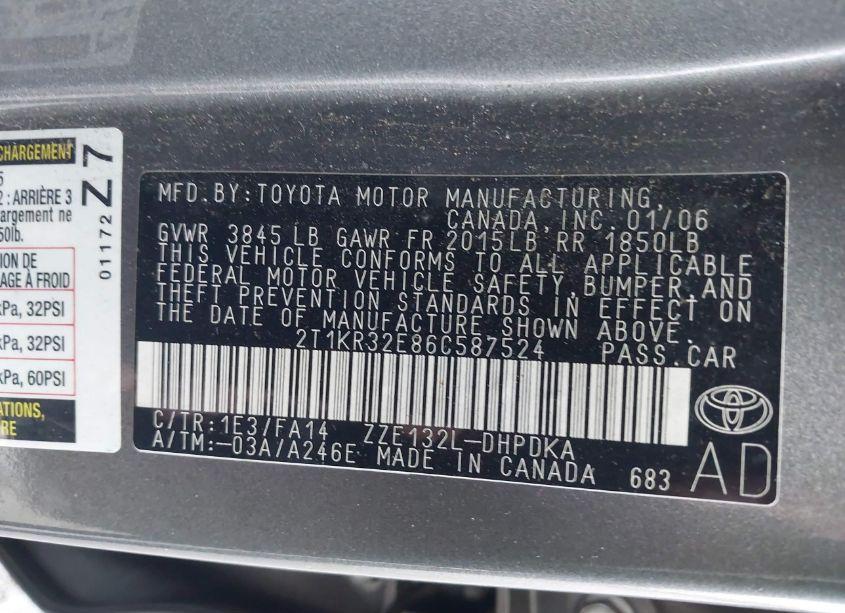 CHARGEMENT
5
2 : ARRIÈRE 3
argement ne
50lb.
ION DE
AGE À FROID
kPa, 32PSI
kPa, 32PSI
kPa, 60PSI
ATIONS,
RE
01172
Z 7
MFD.BY:TOYOTA MOTOR MANUFACTURING,
CANADA, INC. 01/06
GVWR 3845 LB GAWR FR 2015LB RR 1850LB
THIS VEHICLE CONFORMS TO ALL APPLICABLE
FEDERAL MOTOR VEHICLE SAFETY, BUMPER, AND
THEFT PREVENTION STANDARDS IN EFFECT ON
THE DATE OF MANUFACTURE SHOWN ABOVE.
2T1KR32E86C587524 PASS.CAR
C/TR:1E3/FA14 ZZE132L-DHPDKA
A/TM:-03A/A246E MADE IN CANADA
683
AD